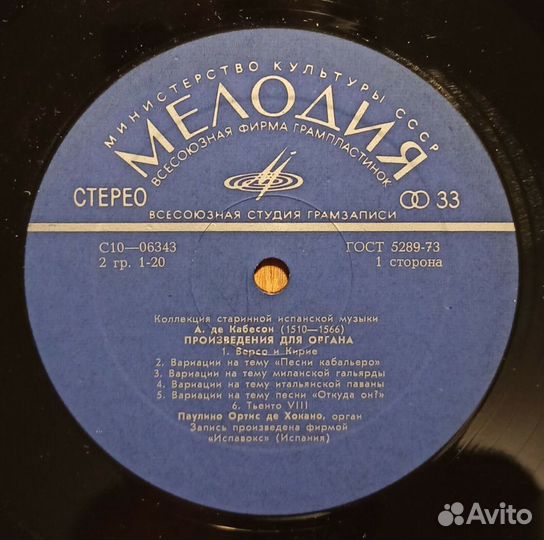 МИНИСТЕРСТВО КУЛЬТУРЫ СССР
МЕЛОДИЯ
ВСЕСОЮЗНАЯ ФИРМА ГРАМПЛАСТИНОК
СТЕРЕО
33
ВСЕСОЮЗНАЯ СТУДИЯ ГРАМЗАПИСИ
С10—06343
ГОСТ 5289-73
2 гр. 1-20
1 сторона
Коллекция старинной испанской музыки
А. де Кабесон (1510—1566)
ПРОИЗВЕДЕНИЯ ДЛЯ ОРГАНА
1. Версо и Кирие
2. Вариации на тему «Песни кабальеро»
3. Вариации на тему миланской гальярды
4. Вариации на тему итальянской паваны
5. Вариации на тему песни «Откуда он?»
6. Тьенто VIII
Паулино Ортис де Хокано, орган
Запись произведена фирмой
«Испавокс» (Испания)
Avito